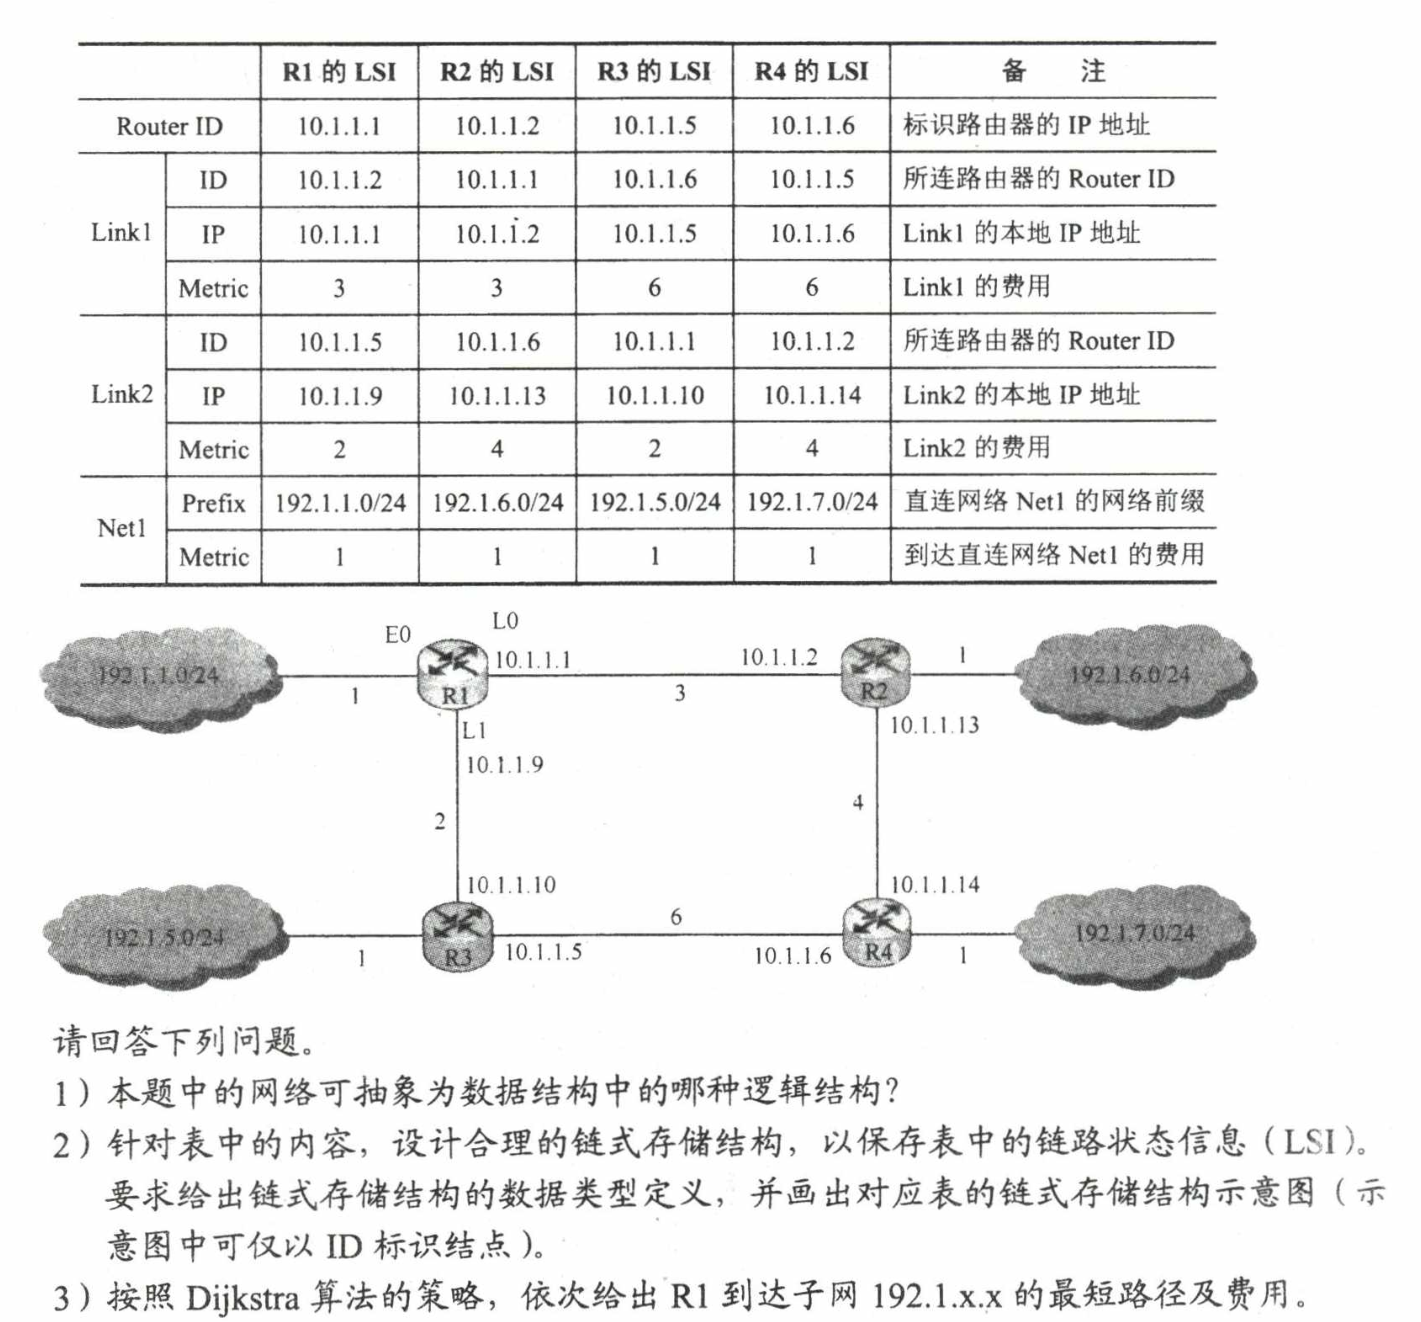 R1 的 LSI R2 的 LSI R3 的 LSI R4 的 LSI 备 注
Router ID 10.1.1.1 10.1.1.2 10.1.1.5 10.1.1.6 标识路由器的 IP 地址
Link1 ID 10.1.1.2 10.1.1.1 10.1.1.6 10.1.1.5 所连路由器的 Router ID
IP 10.1.1.1 10.1.1.2 10.1.1.5 10.1.1.6 Link1 的本地 IP 地址
Metric 3 3 6 6 Link1 的费用
Link2 ID 10.1.1.5 10.1.1.6 10.1.1.1 10.1.1.2 所连路由器的 Router ID
IP 10.1.1.9 10.1.1.13 10.1.1.10 10.1.1.14 Link2 的本地 IP 地址
Metric 2 4 2 4 Link2 的费用
Net1 Prefix 192.1.1.0/24 192.1.6.0/24 192.1.5.0/24 192.1.7.0/24 直连网络 Net1 的网络前缀
Metric 1 1 1 1 到达直连网络 Net1 的费用
E0 L0
192.1.1.0/24 10.1.1.1 10.1.1.2 1 192.1.6.0/24
1 R1 3 R2
L1 10.1.1.13
10.1.1.9
2 4
10.1.1.10 10.1.1.14
192.1.5.0/24 6 192.1.7.0/24
1 R3 10.1.1.5 10.1.1.6 R4 1
请回答下列问题。
1）本题中的网络可抽象为数据结构中的哪种逻辑结构？
2）针对表中的内容，设计合理的链式存储结构，以保存表中的链路状态信息（LSI）。
要求给出链式存储结构的数据类型定义，并画出对应表的链式存储结构示意图（示
意图中可仅以 ID 标识结点）。
3）按照 Dijkstra 算法的策略，依次给出 R1 到达子网 192.1.x.x 的最短路径及费用。